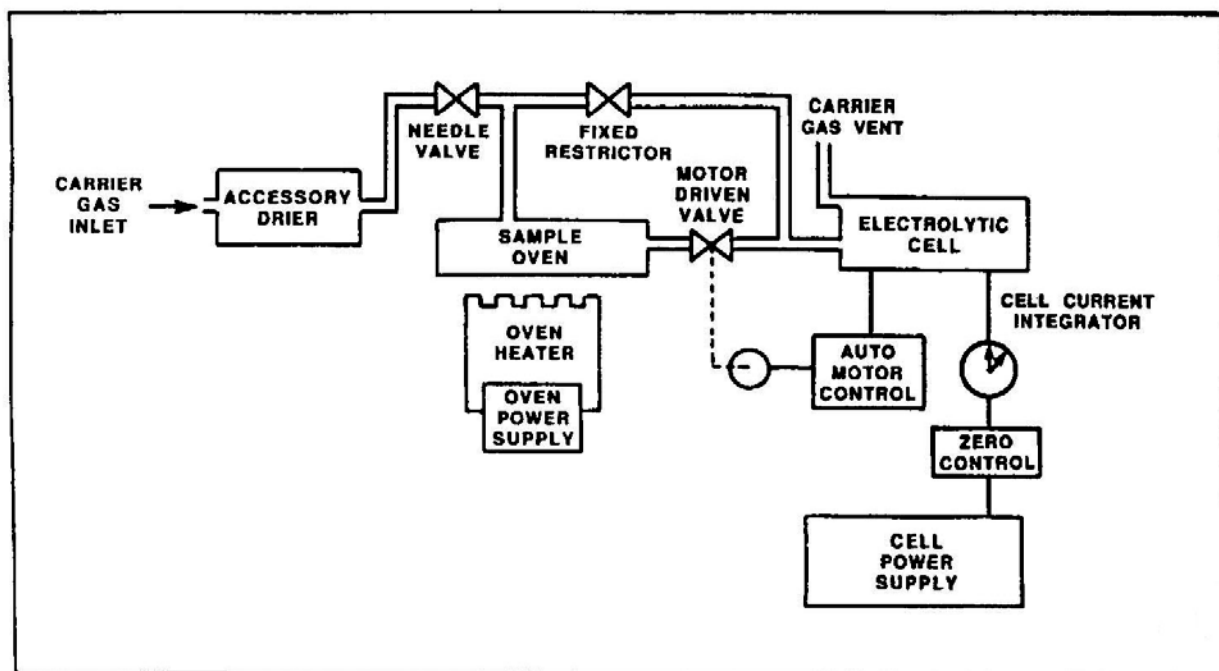 CARRIER
GAS
INLET
ACCESSORY
DRIER
NEEDLE
VALVE
FIXED
RESTRICTOR
CARRIER
GAS VENT
MOTOR
DRIVEN
VALVE
SAMPLE
OVEN
ELECTROLYTIC
CELL
OVEN
HEATER
OVEN
POWER
SUPPLY
AUTO
MOTOR
CONTROL
CELL CURRENT
INTEGRATOR
ZERO
CONTROL
CELL
POWER
SUPPLY